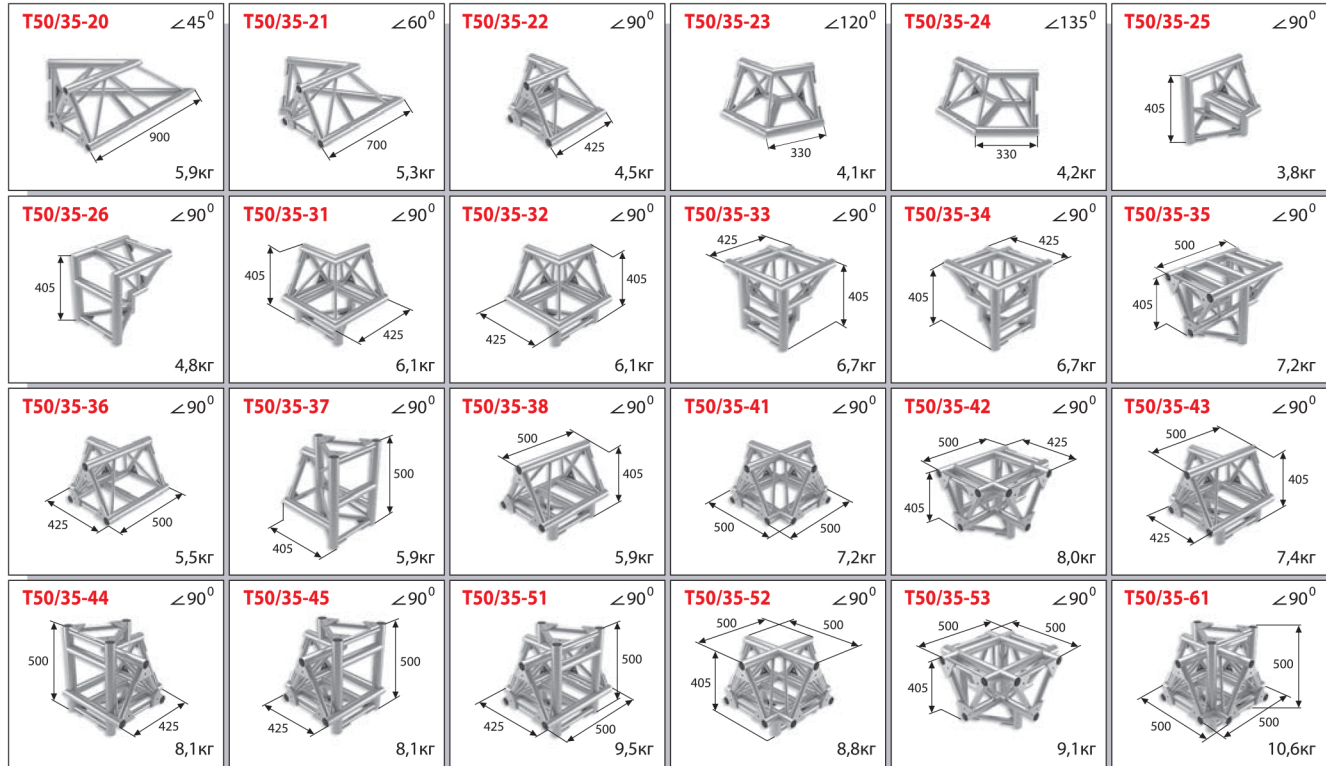 T50/35-20 ∠45⁰
900
5,9кг
T50/35-21 ∠60⁰
700
5,3кг
T50/35-22 ∠90⁰
425
4,5кг
T50/35-23 ∠120⁰
330
4,1кг
T50/35-24 ∠135⁰
330
4,2кг
T50/35-25 ∠90⁰
405
3,8кг
T50/35-26 ∠90⁰
405
4,8кг
T50/35-31 ∠90⁰
405
425
6,1кг
T50/35-32 ∠90⁰
405
425
6,1кг
T50/35-33 ∠90⁰
425
405
6,7кг
T50/35-34 ∠90⁰
425
405
6,7кг
T50/35-35 ∠90⁰
500
405
7,2кг
T50/35-36 ∠90⁰
425
500
5,5кг
T50/35-37 ∠90⁰
500
405
5,9кг
T50/35-38 ∠90⁰
500
405
5,9кг
T50/35-41 ∠90⁰
500
500
7,2кг
T50/35-42 ∠90⁰
500
425
405
8,0кг
T50/35-43 ∠90⁰
500
405
425
7,4кг
T50/35-44 ∠90⁰
500
425
8,1кг
T50/35-45 ∠90⁰
500
425
8,1кг
T50/35-51 ∠90⁰
500
425
500
9,5кг
T50/35-52 ∠90⁰
500
500
405
8,8кг
T50/35-53 ∠90⁰
500
500
405
9,1кг
T50/35-61 ∠90⁰
500
500
500
10,6кг